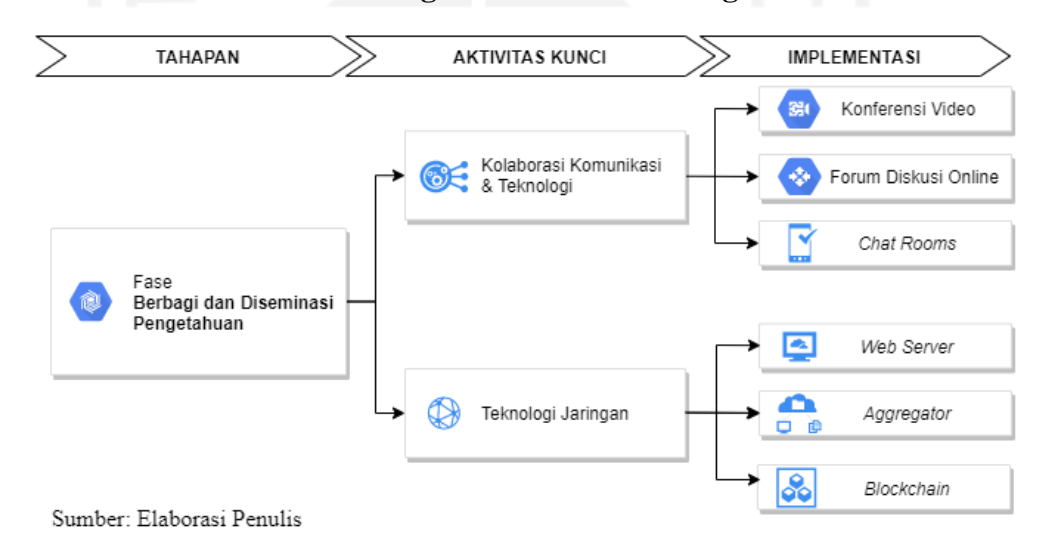 TAHAPAN
AKTIVITAS KUNCI
IMPLEMENTASI
Fase
Berbagi dan Diseminasi
Pengetahuan
Kolaborasi Komunikasi
& Teknologi
Konferensi Video
Forum Diskusi Online
Chat Rooms
Teknologi Jaringan
Web Server
Aggregator
Blockchain
Sumber: Elaborasi Penulis